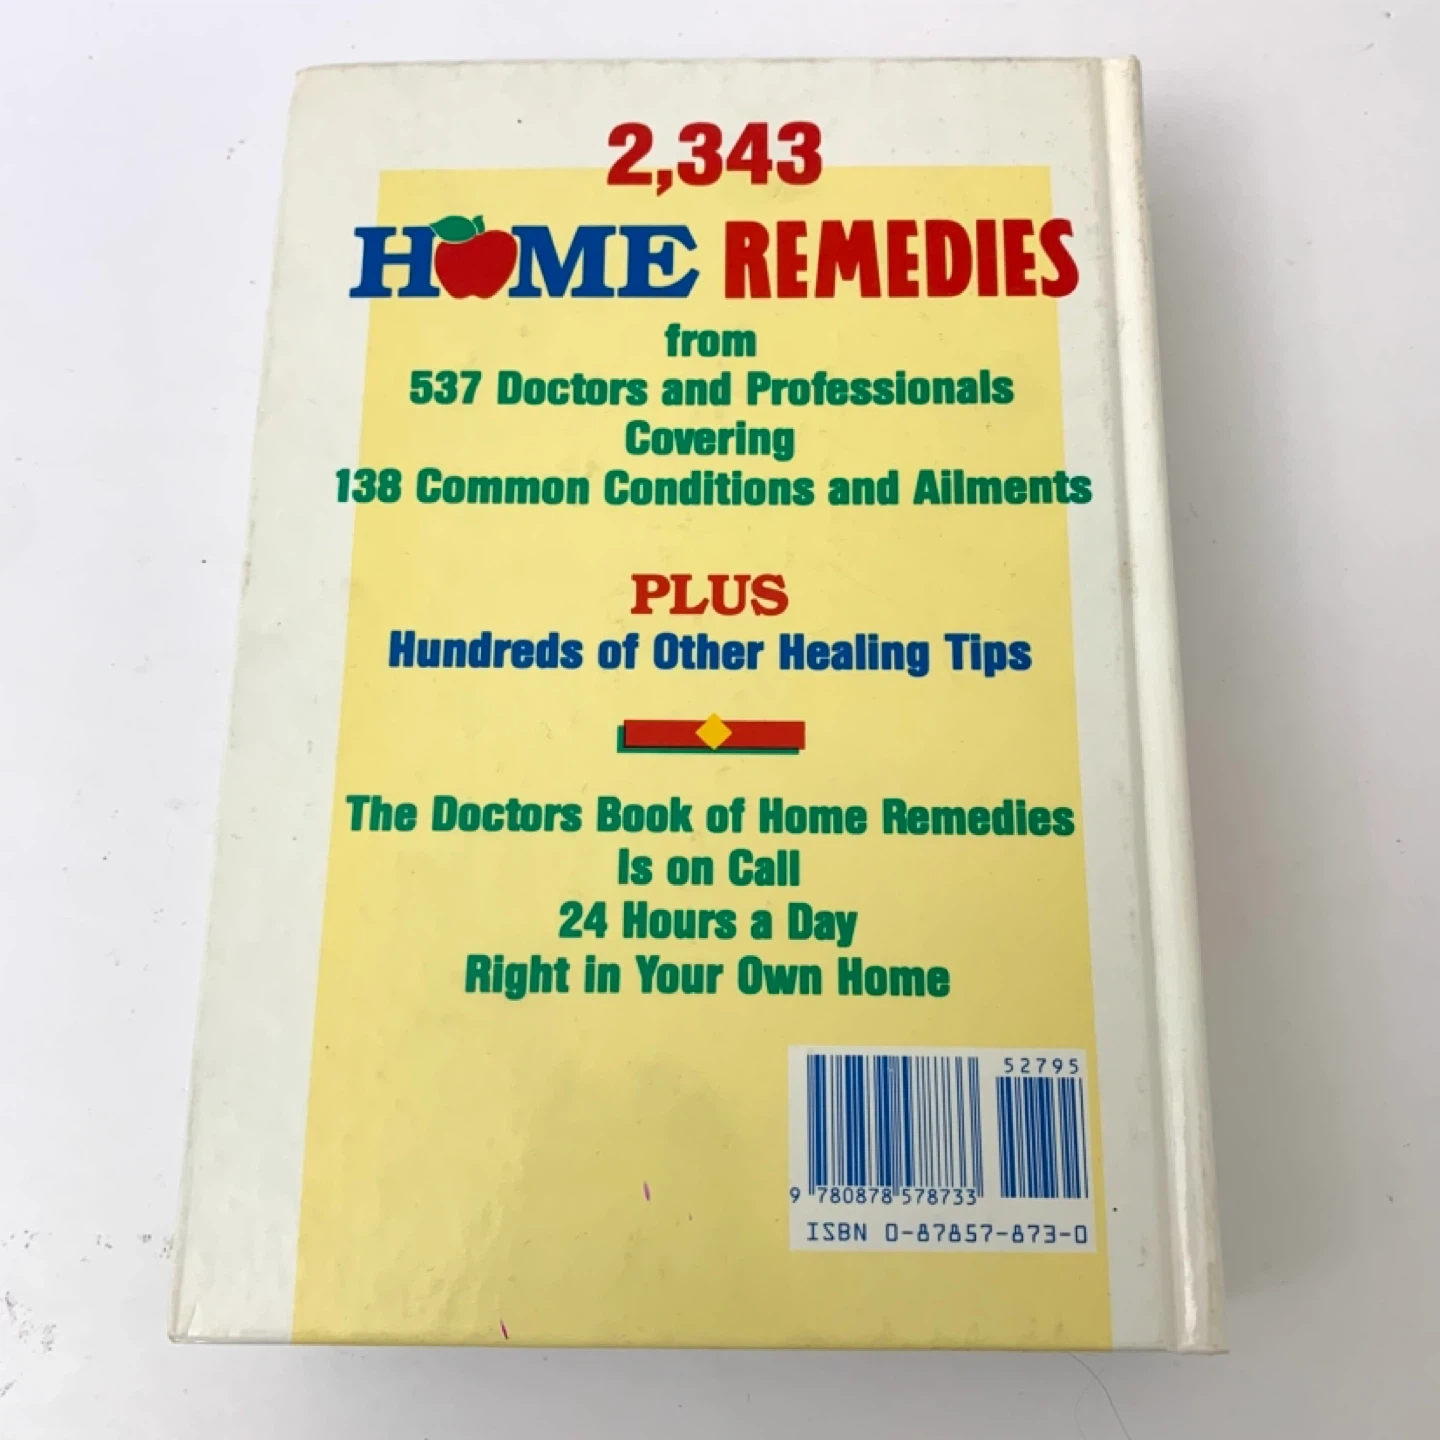 2,343
HOME REMEDIES
from
537 Doctors and Professionals
Covering
138 Common Conditions and Ailments
PLUS
Hundreds of Other Healing Tips
The Doctors Book of Home Remedies
Is on Call
24 Hours a Day
Right in Your Own Home
52795
9 780878 578733
ISBN 0-87857-873-0